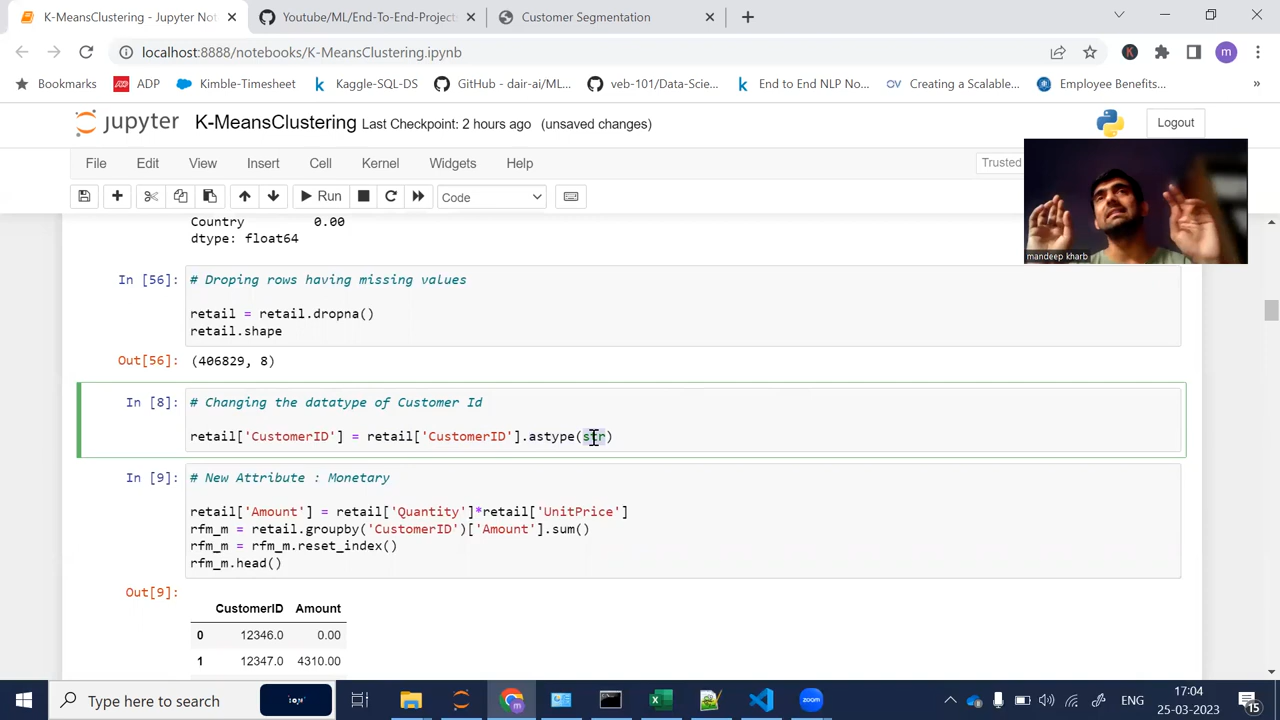 K-MeansClustering - Jupyter Not
Youtube/ML/End-To-End-Projects
Customer Segmentation
localhost:8888/notebooks/K-MeansClustering.ipynb
K
m
Bookmarks
ADP
Kimble-Timesheet
Kaggle-SQL-DS
GitHub - dair-ai/ML...
veb-101/Data-Scie...
End to End NLP No...
Creating a Scalable...
Employee Benefits...
»
jupyter
K-MeansClustering Last Checkpoint: 2 hours ago (unsaved changes)
Logout
File Edit View Insert Cell Kernel Widgets Help
Trusted
Run
Code
mandeep kharb
Country 0.00
dtype: float64
In [56]:
# Droping rows having missing values
retail = retail.dropna()
retail.shape
Out[56]: (406829, 8)
In [8]:
# Changing the datatype of Customer Id
retail['CustomerID'] = retail['CustomerID'].astype(str)
In [9]:
# New Attribute : Monetary
retail['Amount'] = retail['Quantity']*retail['UnitPrice']
rfm_m = retail.groupby('CustomerID')['Amount'].sum()
rfm_m = rfm_m.reset_index()
rfm_m.head()
Out[9]:
CustomerID Amount
0 12346.0 0.00
1 12347.0 4310.00
Type here to search
ENG
17:04
25-03-2023
15